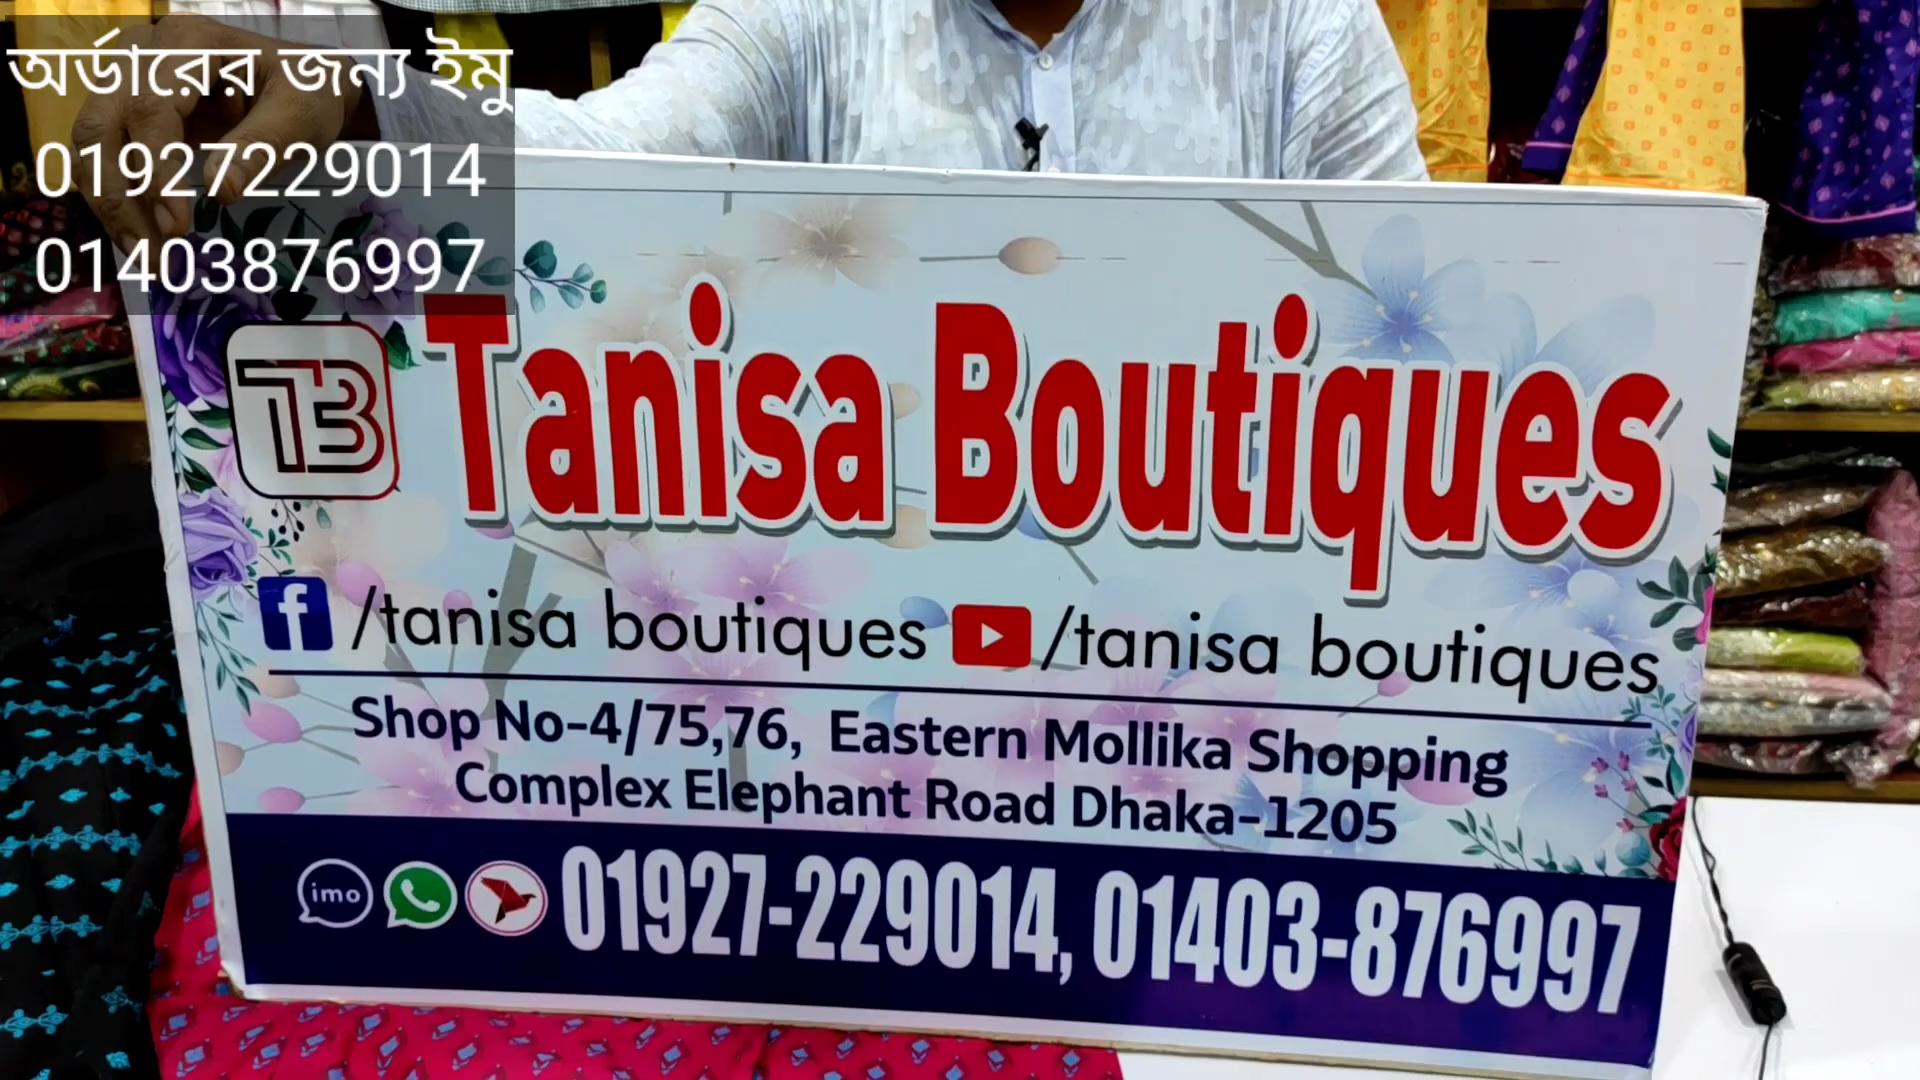 অর্ডারের জন্য ইমু
01927229014
01403876997
TB
Tanisa Boutiques
/tanisa boutiques /tanisa boutiques
Shop No-4/75,76, Eastern Mollika Shopping
Complex Elephant Road Dhaka-1205
imo 01927-229014, 01403-876997